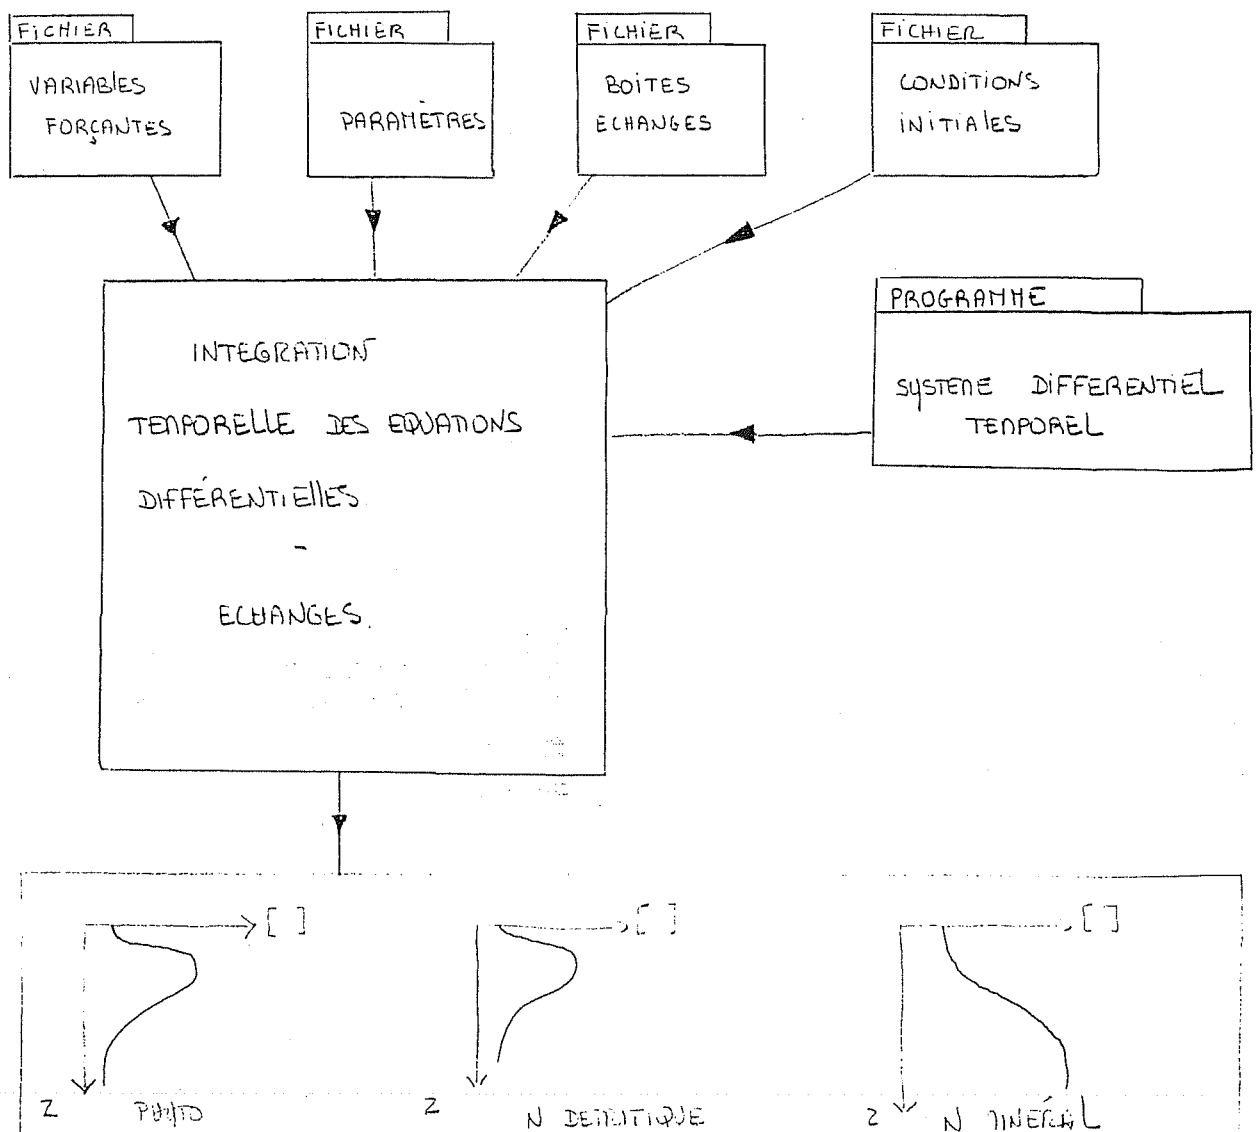 FICHIER
VARIABLES
FORÇANTES
FICHIER
PARAMÈTRES
FICHIER
BOITES
ECHANGES
FICHIER
CONDITIONS
INITIALES
PROGRAMME
SYSTEME DIFFERENTIEL
TEMPOREL
INTEGRATION
TEMPORELLE DES EQUATIONS
DIFFÉRENTIELLES
-
ECHANGES.
[ ]
[ ]
[ ]
Z PHYTO
Z N DETRITIQUE
Z N MINÉRAL